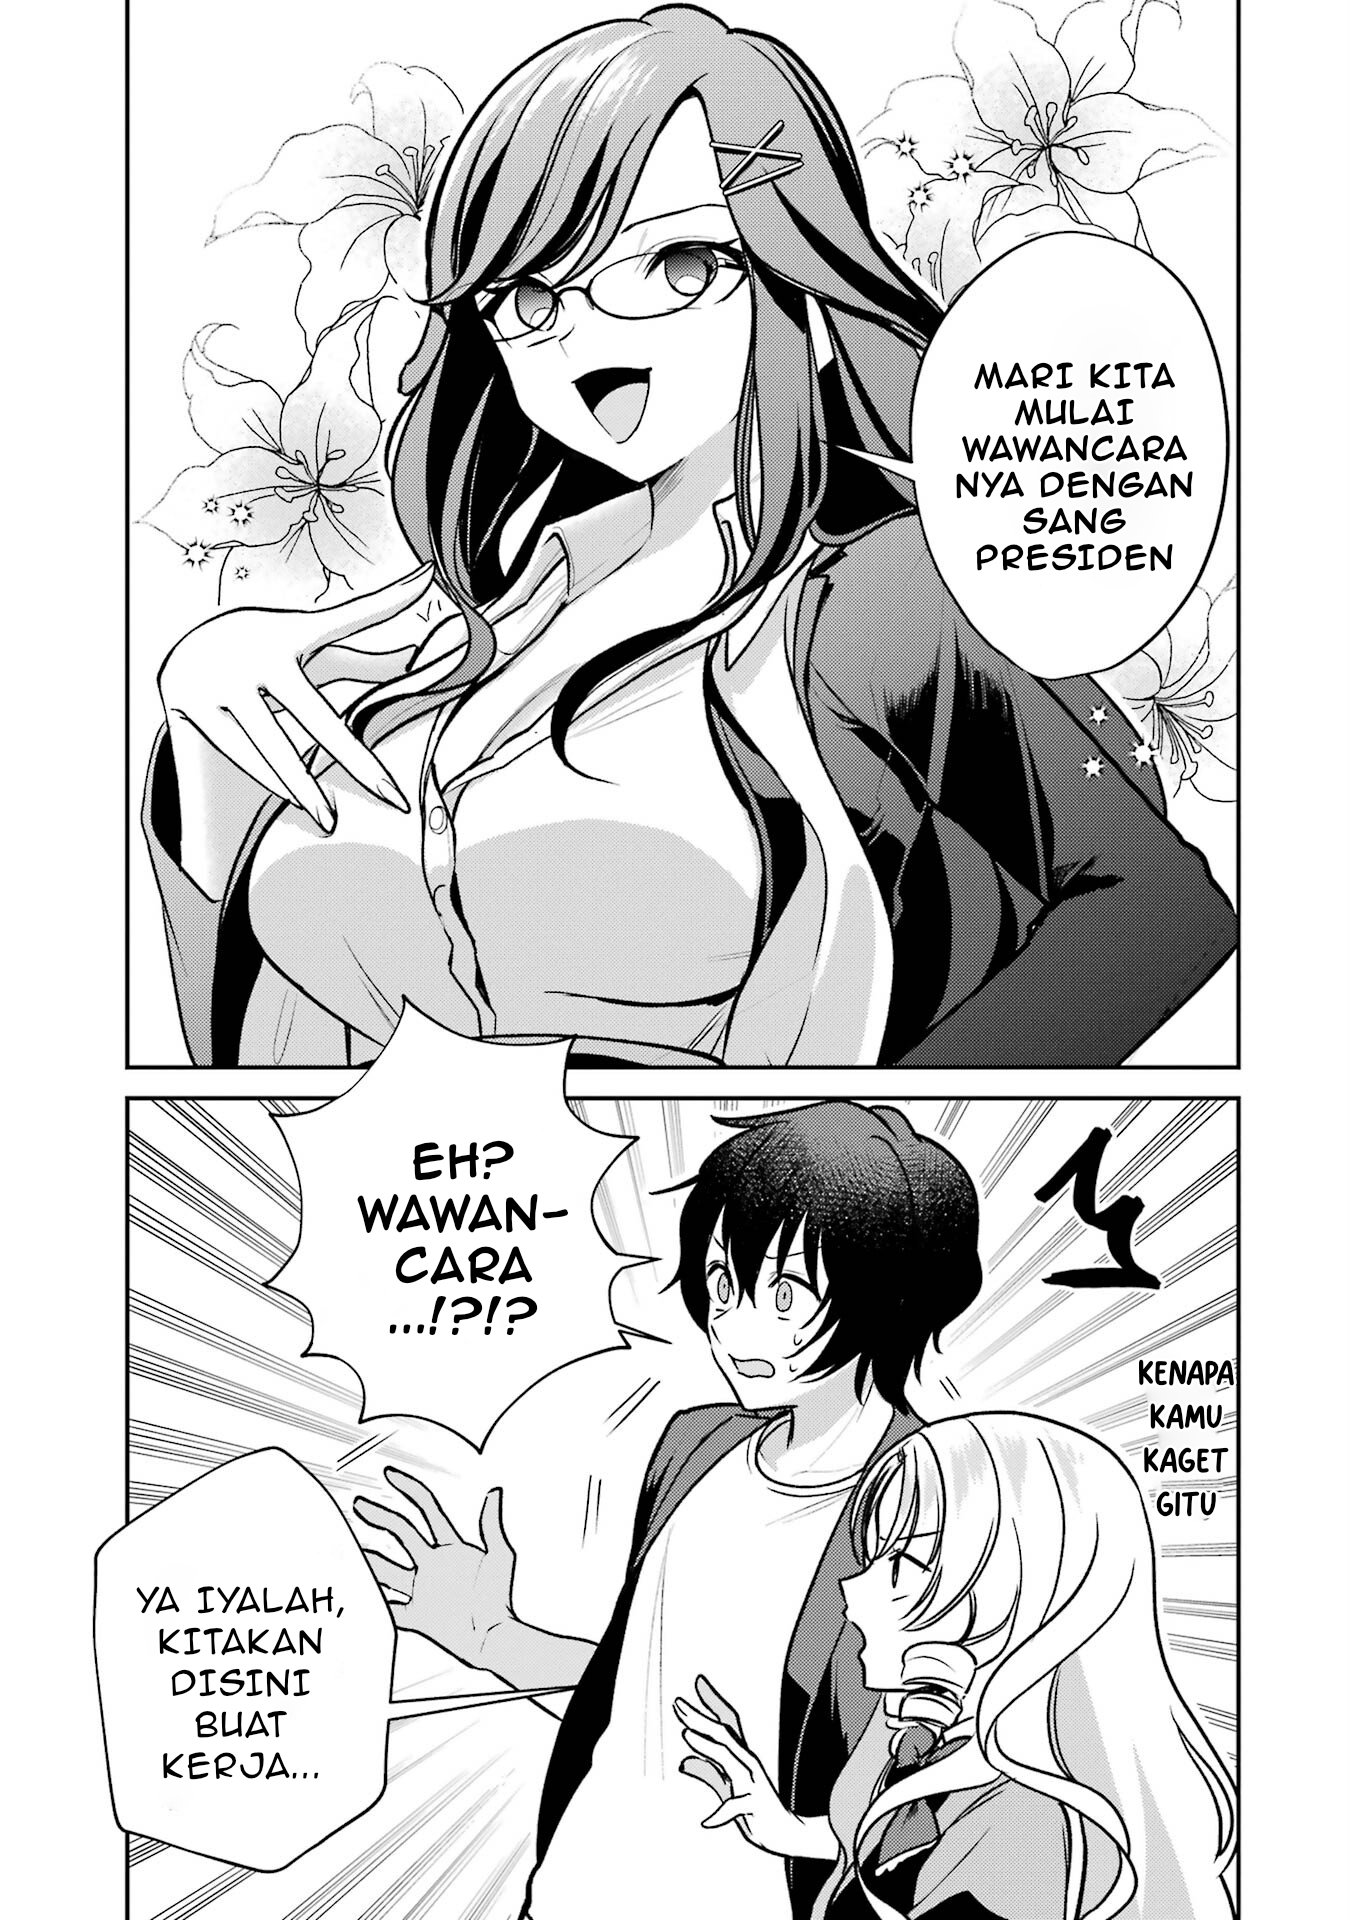 MARI KITA
MULAI
WAWANCARA
NYA DENGAN
SANG
PRESIDEN
EH?
WAWAN-
CARA
...!?!?
KENAPA
KAMU
KAGET
GITU
YA IYALAH,
KITAKAN
DISINI
BUAT
KERJA...